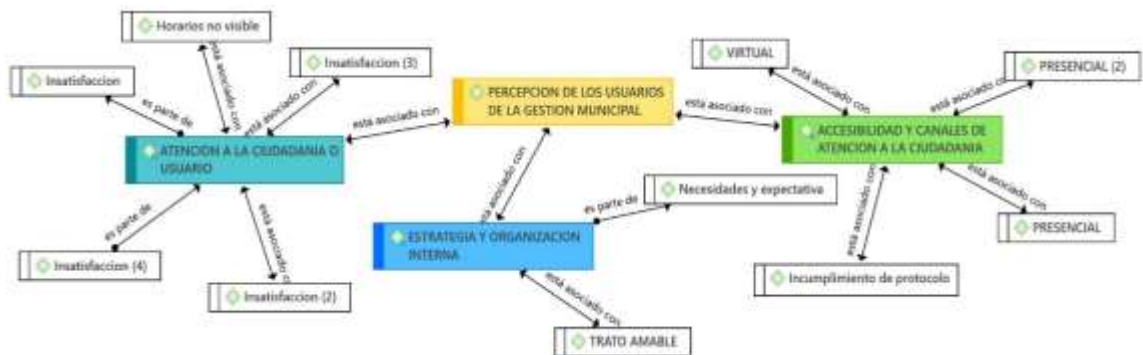 Horarios no visible
Insatisfaccion
Insatisfaccion (3)
está asociado con
está asociado con
es parte de
ATENCION A LA CIUDADANIA O
USUARIO
es parte de
está asociado co
Insatisfaccion (4)
Insatisfaccion (2)
está asociado con
PERCEPCION DE LOS USUARIOS
DE LA GESTION MUNICIPAL
está asociado con
está asociado con
ESTRATEGIA Y ORGANIZACION
INTERNA
es parte de
Necesidades y expectativa
está asociado con
TRATO AMABLE
VIRTUAL
está asociado con
PRESENCIAL (2)
está asociado con
ACCESIBILIDAD Y CANALES DE
ATENCION A LA CIUDADANIA
está asociado con
está asociado con
PRESENCIAL
Incumplimiento de protocolo